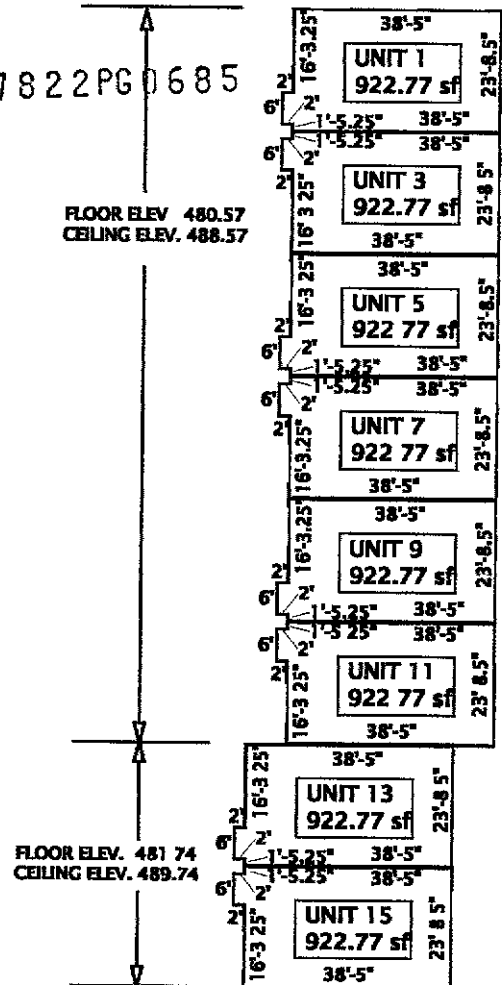 38'-5"
16'-3.25"
UNIT 1
922.77 sf
23'-8.5"
7822PG0685
2'
6'
2'
1'-5.25"
38'-5"
1'-5.25"
38'-5"
6'
2'
2'
UNIT 3
922.77 sf
23'-8 5"
16' 3 25"
FLOOR ELEV 480.57
CEILING ELEV. 488.57
38'-5"
38'-5"
16'-3 25"
UNIT 5
922 77 sf
23'-8.5"
2'
6'
2'
1'-5.25"
38'-5"
1'-5.25"
38'-5"
6'
2'
2'
UNIT 7
922 77 sf
23'-8.5"
16'-3.25"
38'-5"
38'-5"
16'-3.25"
UNIT 9
922.77 sf
23'-8.5"
2'
6'
2'
1'-5.25"
38'-5"
1'-5 25"
38'-5"
6'
2'
2'
UNIT 11
922 77 sf
23' 8.5"
16'-3 25"
38'-5"
38'-5"
16'-3 25"
UNIT 13
922.77 sf
23'-8 5"
2'
6'
2'
1'-5.25"
38'-5"
FLOOR ELEV. 481 74
CEILING ELEV. 489.74
1'-5.25"
38'-5"
6'
2'
2'
UNIT 15
922.77 sf
23' 8 5"
16'-3 25"
38'-5"